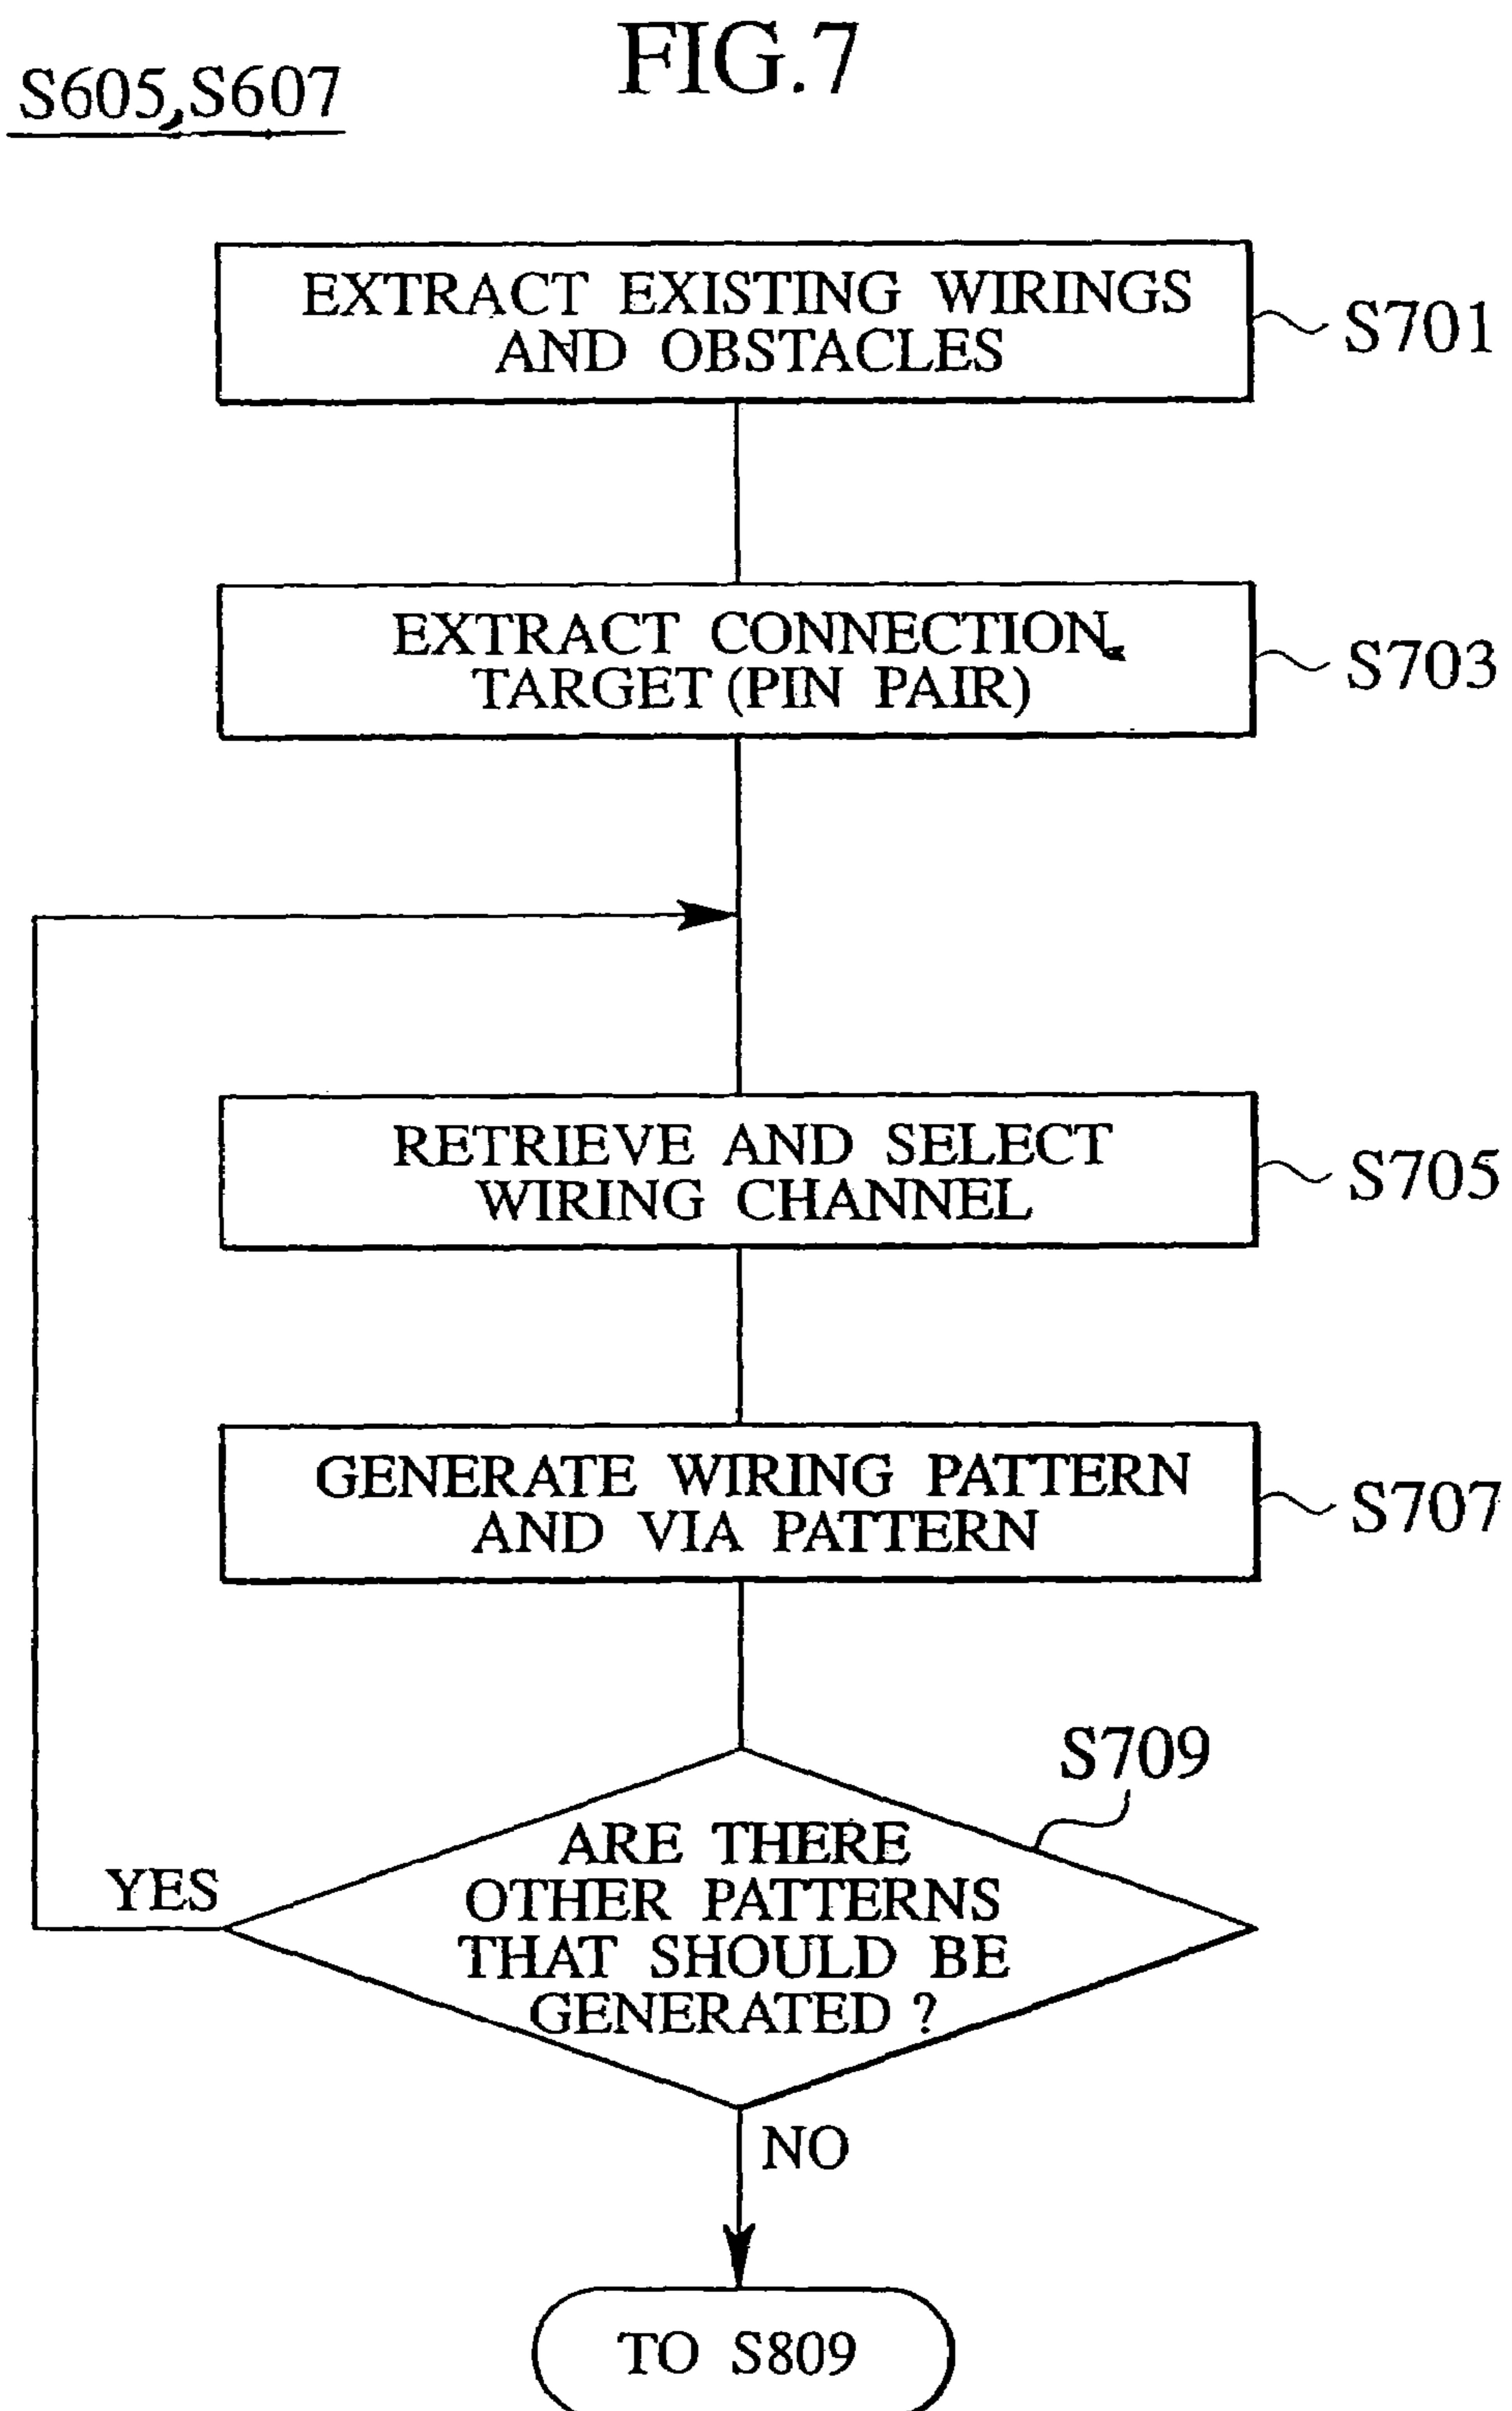 FIG.7
S605,S607
EXTRACT EXISTING WIRINGS
AND OBSTACLES
S701
EXTRACT CONNECTION
TARGET (PIN PAIR)
S703
RETRIEVE AND SELECT
WIRING CHANNEL
S705
GENERATE WIRING PATTERN
AND VIA PATTERN
S707
S709
ARE THERE
OTHER PATTERNS
THAT SHOULD BE
GENERATED ?
YES
NO
TO S809